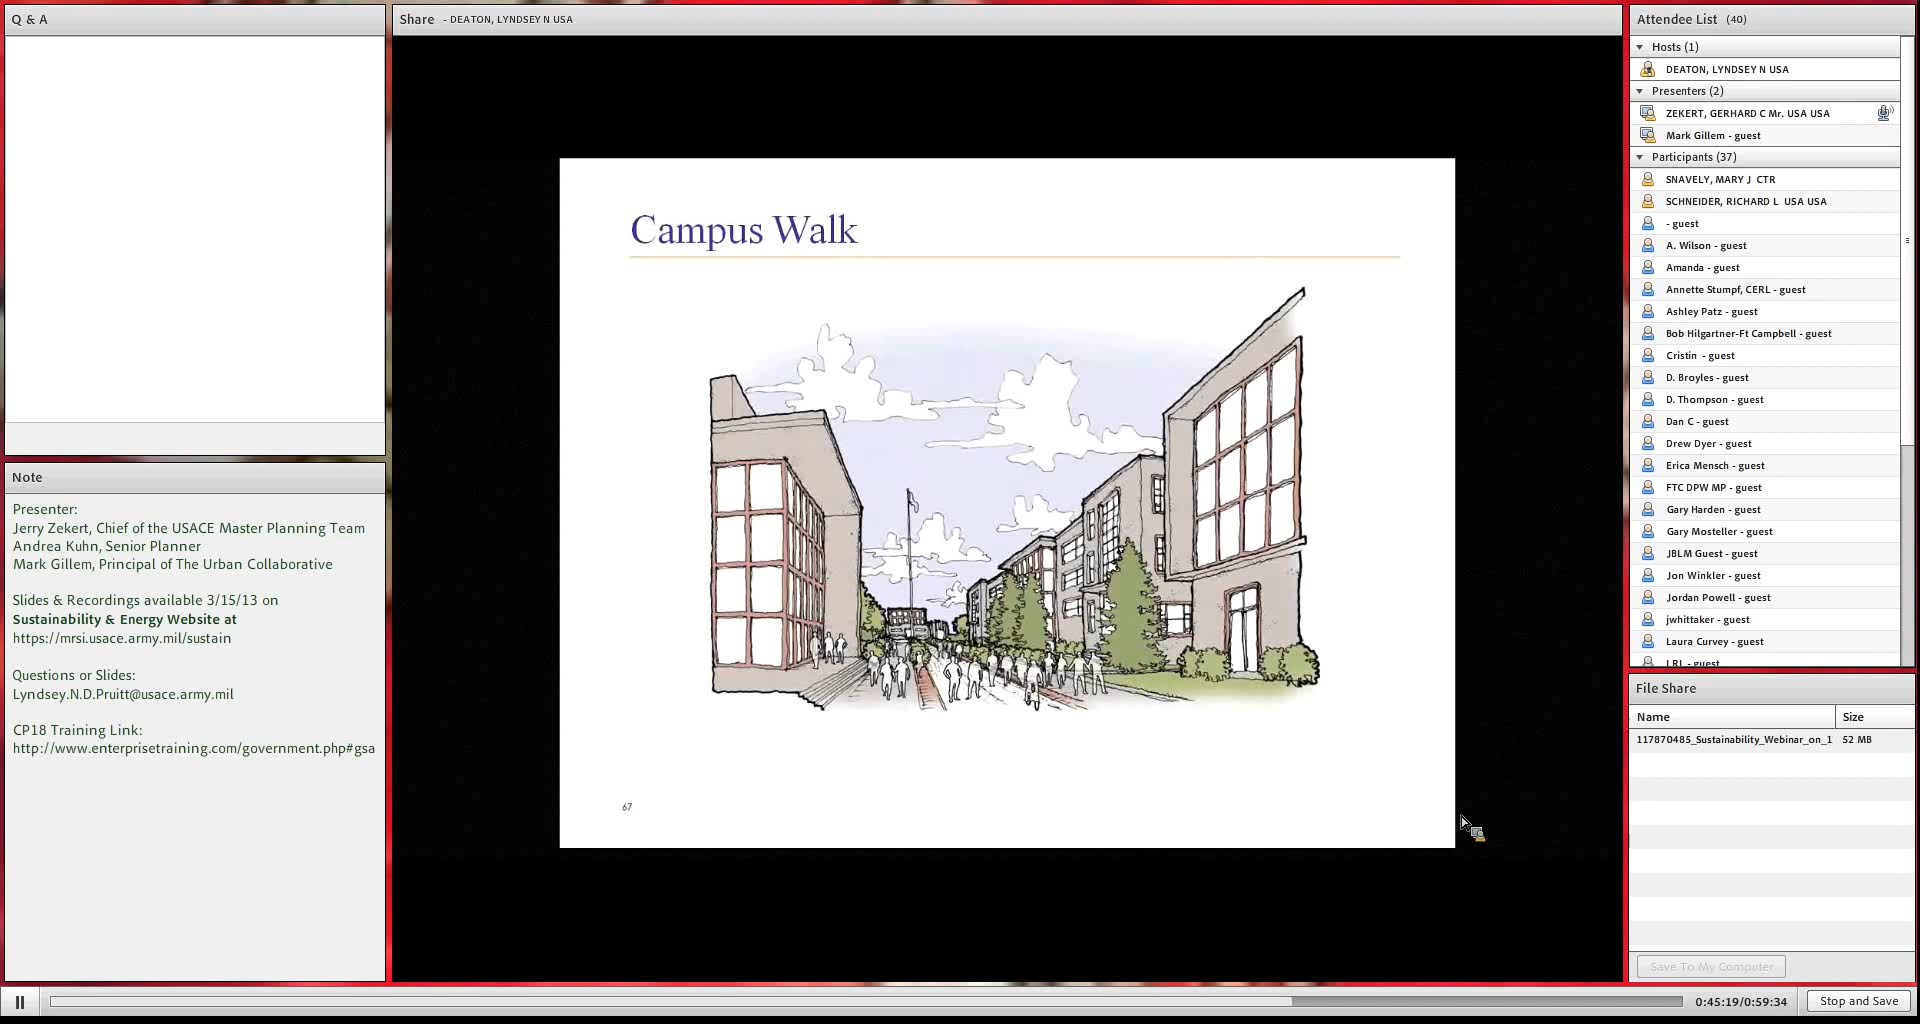 Q & A
Note
Presenter:
Jerry Zekert, Chief of the USACE Master Planning Team
Andrea Kuhn, Senior Planner
Mark Gillem, Principal of The Urban Collaborative
Slides & Recordings available 3/15/13 on
Sustainability & Energy Website at
https://mrsi.usace.army.mil/sustain
Questions or Slides:
Lyndsey.N.D.Pruitt@usace.army.mil
CP18 Training Link:
http://www.enterprisetraining.com/government.php#gsa
Share - DEATON, LYNDSEY N USA
Campus Walk
67
Attendee List (40)
Hosts (1)
DEATON, LYNDSEY N USA
Presenters (2)
ZEKERT, GERHARD C Mr. USA USA
Mark Gillem - guest
Participants (37)
SNAVELY, MARY J CTR
SCHNEIDER, RICHARD L USA USA
- guest
A. Wilson - guest
Amanda - guest
Annette Stumpf, CERL - guest
Ashley Patz - guest
Bob Hilgartner-Ft Campbell - guest
Cristin - guest
D. Broyles - guest
D. Thompson - guest
Dan C - guest
Drew Dyer - guest
Erica Mensch - guest
FTC DPW MP - guest
Gary Harden - guest
Gary Mosteller - guest
JBLM Guest - guest
Jon Winkler - guest
Jordan Powell - guest
jwhittaker - guest
Laura Curvey - guest
LRL - guest
File Share
Name Size
117870485_Sustainability_Webinar_on_1 52 MB
Save To My Computer
0:45:19/0:59:34
Stop and Save